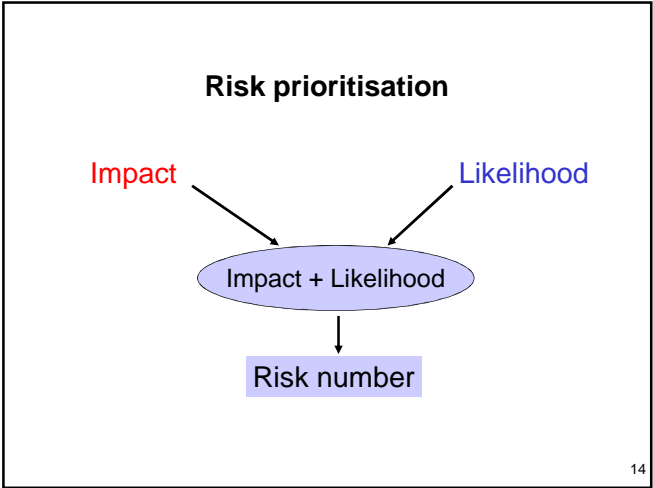 Risk prioritisation
Impact
Likelihood
Impact + Likelihood
Risk number
14